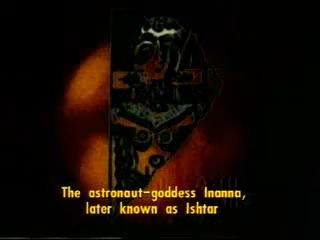 The astronaut-goddess Inanna,
later known as Ishtar